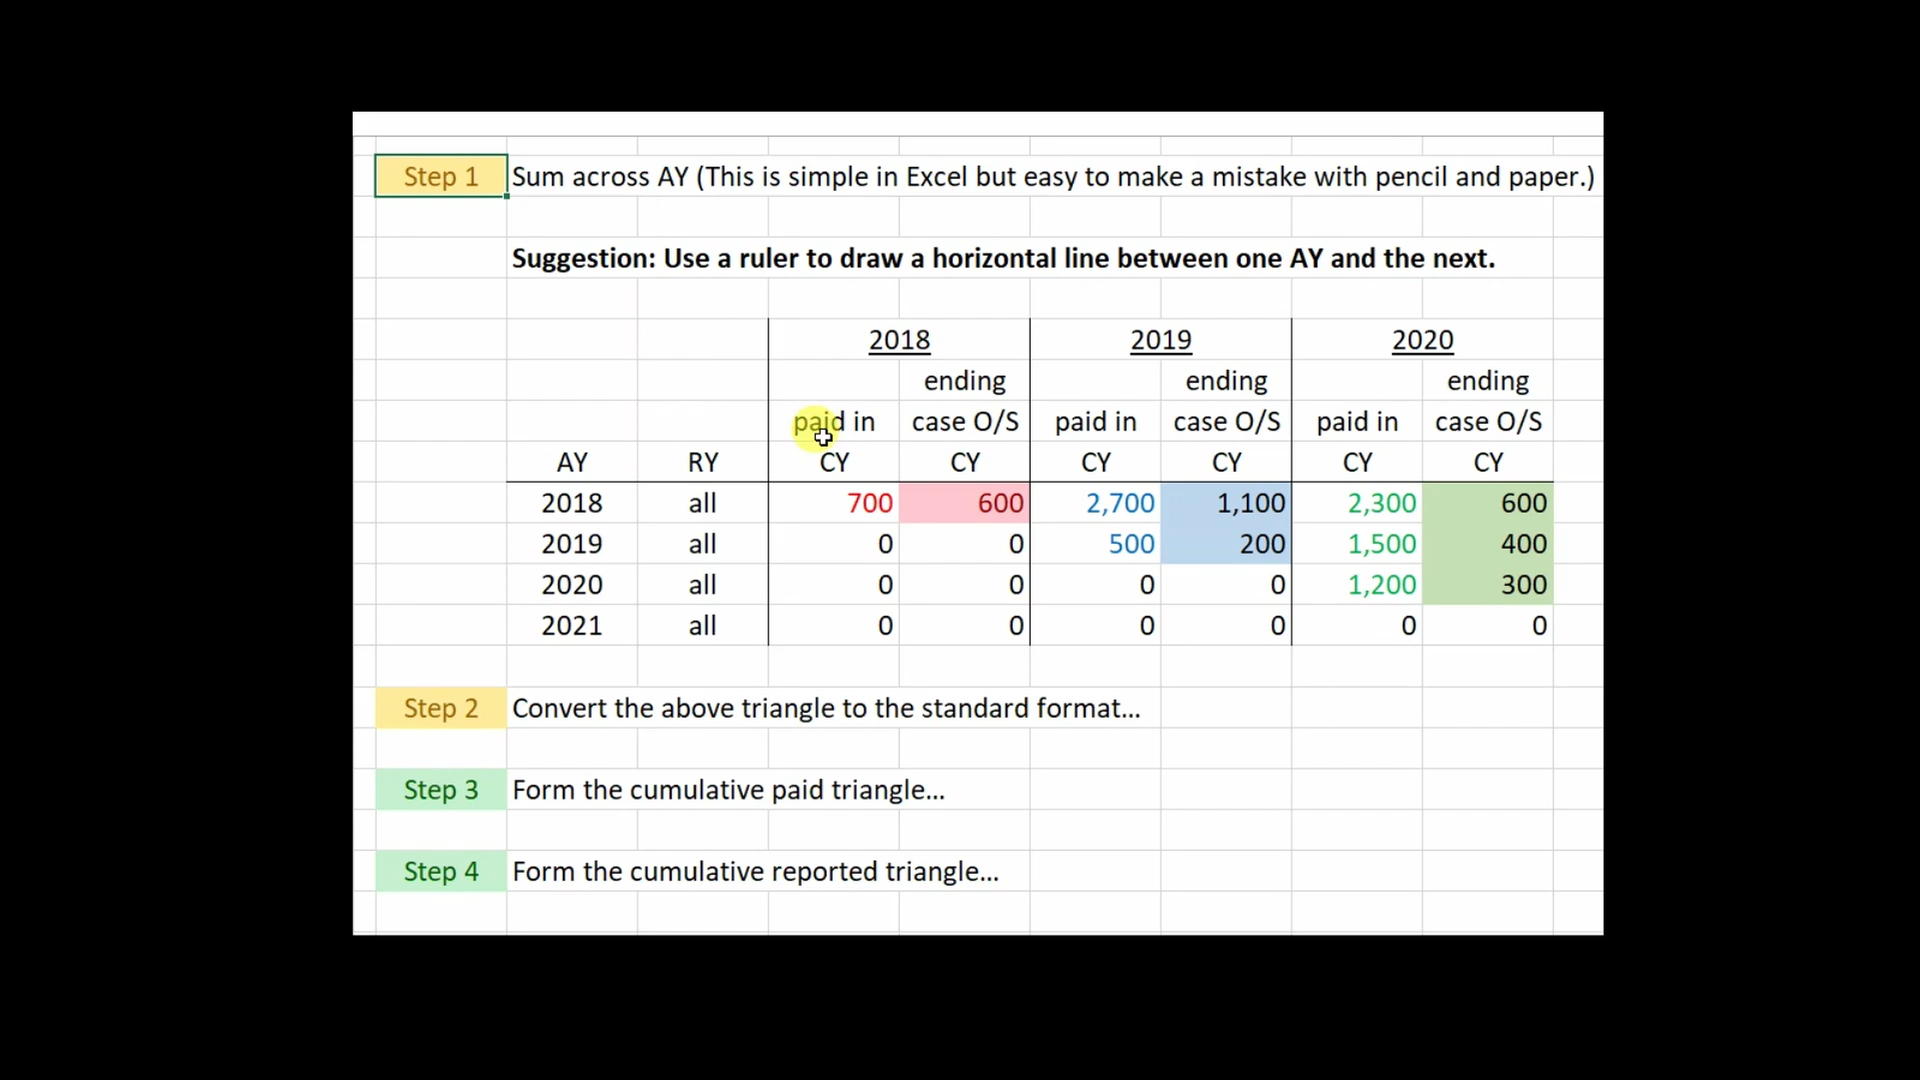 Step 1 Sum across AY (This is simple in Excel but easy to make a mistake with pencil and paper.)
Suggestion: Use a ruler to draw a horizontal line between one AY and the next.
2018 2019 2020
ending ending ending
paid in case O/S paid in case O/S paid in case O/S
AY RY CY CY CY CY CY CY
2018 all 700 600 2,700 1,100 2,300 600
2019 all 0 0 500 200 1,500 400
2020 all 0 0 0 0 1,200 300
2021 all 0 0 0 0 0 0
Step 2 Convert the above triangle to the standard format...
Step 3 Form the cumulative paid triangle...
Step 4 Form the cumulative reported triangle...